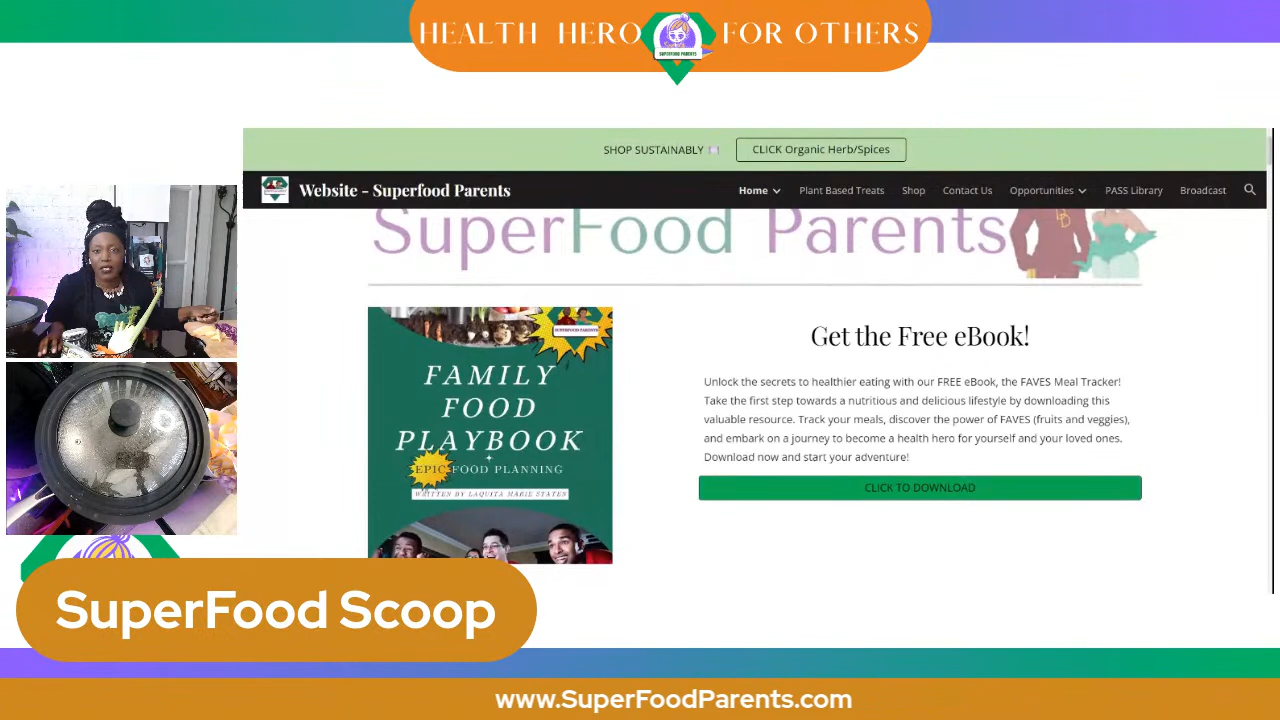 HEALTH HERO FOR OTHERS
SUPERFOOD PARENTS
SHOP SUSTAINABLY
CLICK Organic Herb/Spices
Website - Superfood Parents
Home Plant Based Treats Shop Contact Us Opportunities PASS Library Broadcast
SuperFood Parents
SUPERFOOD PARENTS
FAMILY
FOOD
PLAYBOOK
EPIC FOOD PLANNING
WRITTEN BY LAQUITA MARIE STATEN
Get the Free eBook!
Unlock the secrets to healthier eating with our FREE eBook, the FAVES Meal Tracker!
Take the first step towards a nutritious and delicious lifestyle by downloading this
valuable resource. Track your meals, discover the power of FAVES (fruits and veggies),
and embark on a journey to become a health hero for yourself and your loved ones.
Download now and start your adventure!
CLICK TO DOWNLOAD
SuperFood Scoop
www.SuperFoodParents.com